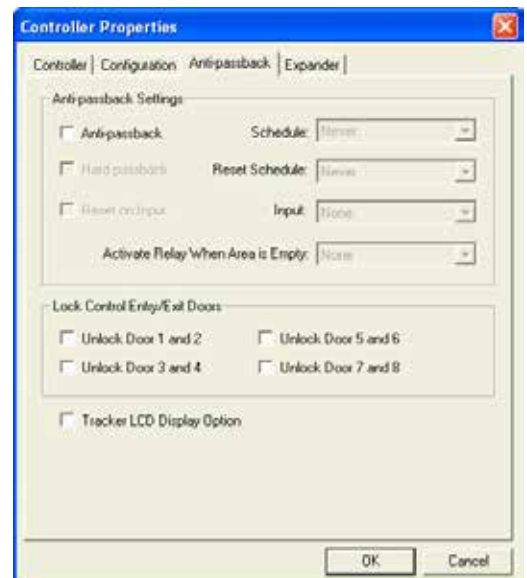 Controller Properties
Controller Configuration Anti-passback Expander
Anti-passback Settings
Anti-passback Schedule: Never
Hard passback Reset Schedule: Never
Reset on Input Input: None
Activate Relay When Area is Empty: None
Lock Control Entry/Exit Doors
Unlock Door 1 and 2 Unlock Door 5 and 6
Unlock Door 3 and 4 Unlock Door 7 and 8
Tracker LCD Display Option
OK Cancel